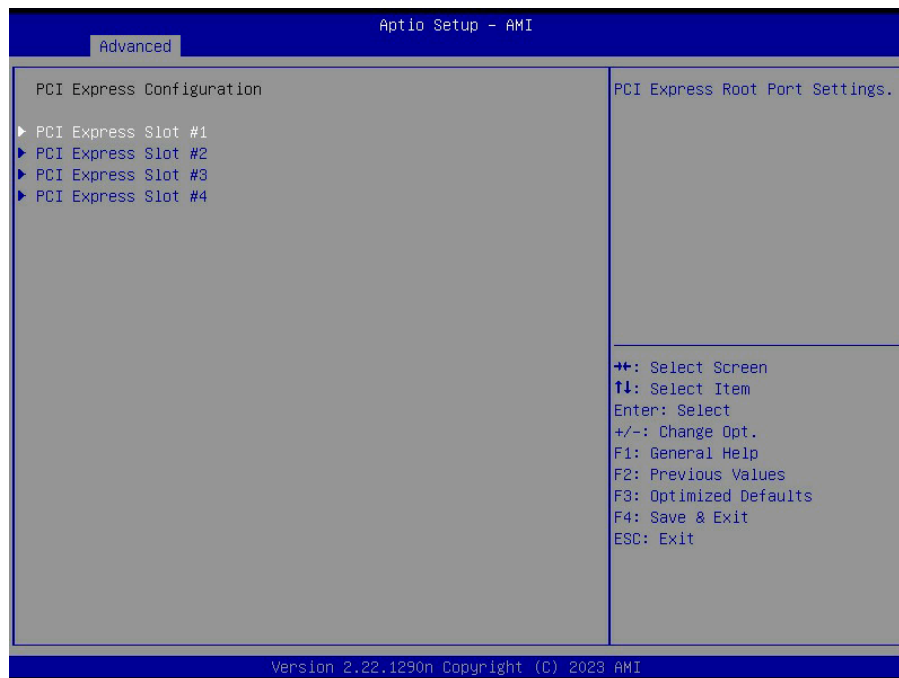 Aptio Setup – AMI
Advanced
PCI Express Configuration
PCI Express Slot #1
PCI Express Slot #2
PCI Express Slot #3
PCI Express Slot #4
PCI Express Root Port Settings.
→←: Select Screen
↑↓: Select Item
Enter: Select
+/-: Change Opt.
F1: General Help
F2: Previous Values
F3: Optimized Defaults
F4: Save & Exit
ESC: Exit
Version 2.22.1290n Copyright (C) 2023 AMI